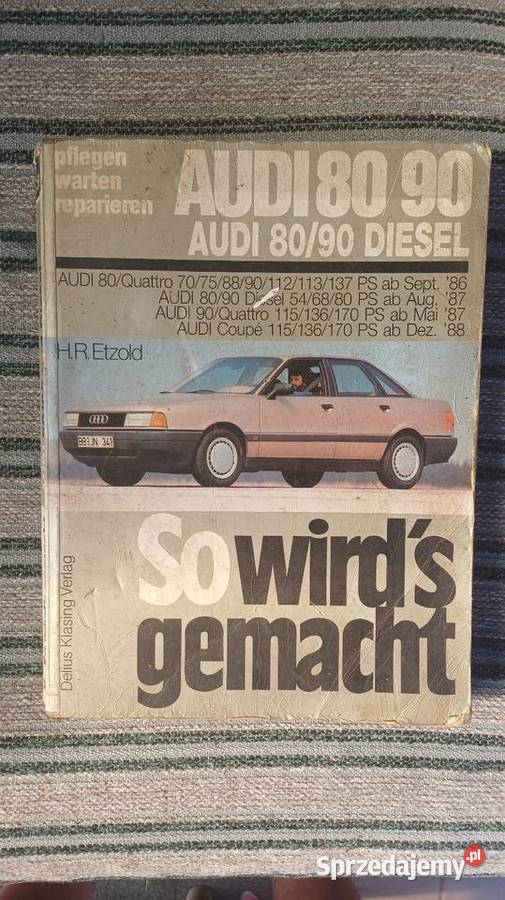 pflegen
warten
reparieren
AUDI 80/90
AUDI 80/90 DIESEL
AUDI 80/Quattro 70/75/88/90/112/113/137 PS ab Sept. '86
AUDI 80/90 Diesel 54/68/80 PS ab Aug. '87
AUDI 90/Quattro 115/136/170 PS ab Mai '87
AUDI Coupé 115/136/170 PS ab Dez. '88
H.R. Etzold
BB JN 341
So wird's
gemacht
Delius Klasing Verlag
Sprzedajemy.pl